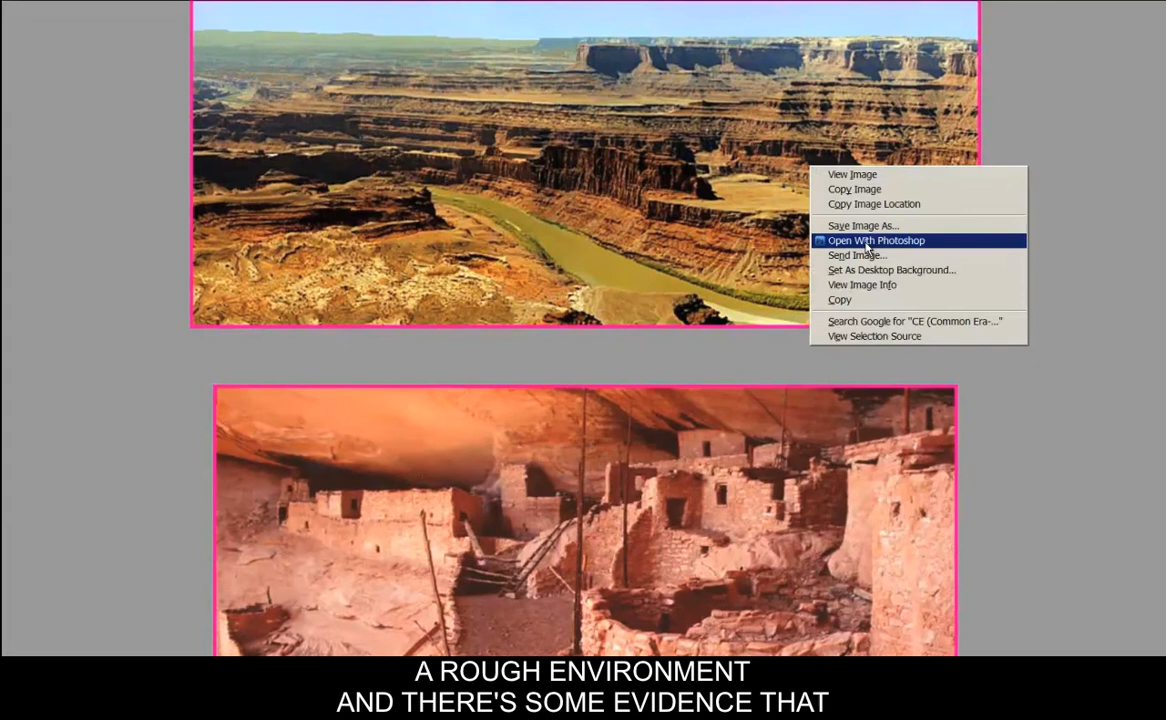 View Image
Copy Image
Copy Image Location
Save Image As...
Open With Photoshop
Send Image...
Set As Desktop Background...
View Image Info
Copy
Search Google for "CE (Common Era-..."
View Selection Source
A ROUGH ENVIRONMENT
AND THERE'S SOME EVIDENCE THAT